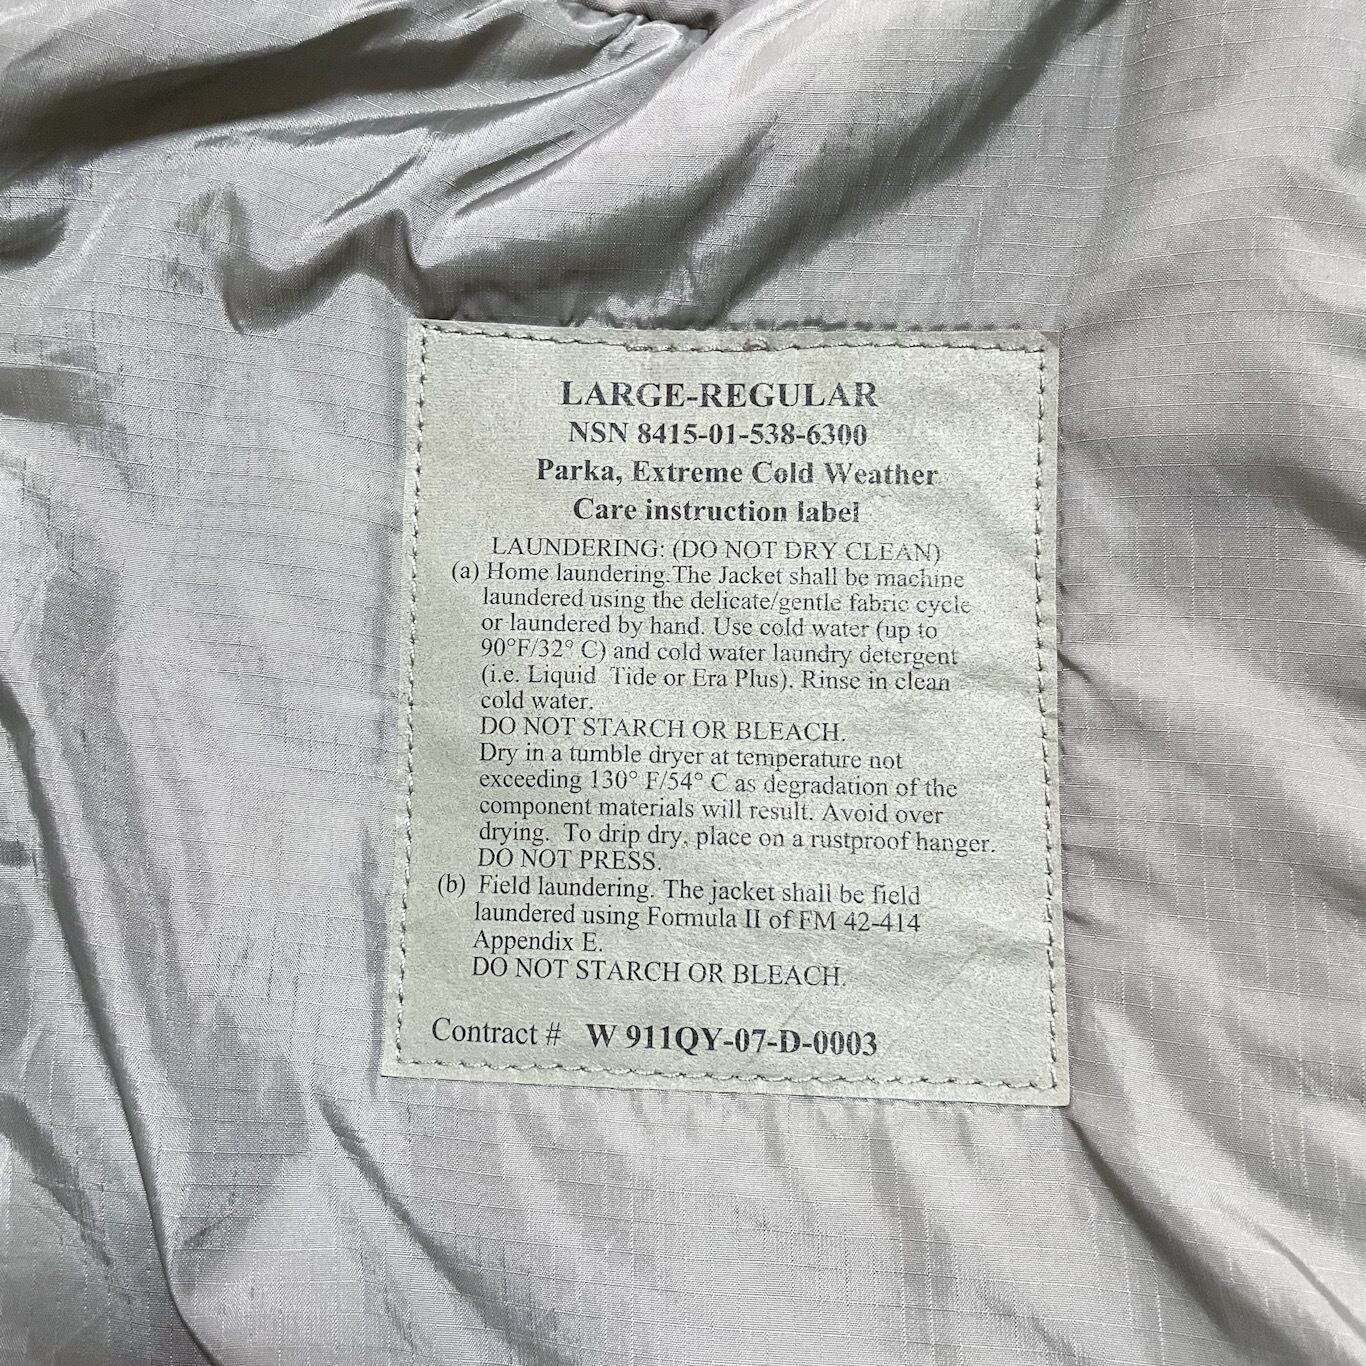 LARGE-REGULAR
NSN 8415-01-538-6300
Parka, Extreme Cold Weather
Care instruction label
LAUNDERING: (DO NOT DRY CLEAN)
(a) Home laundering.The Jacket shall be machine
laundered using the delicate/gentle fabric cycle
or laundered by hand. Use cold water (up to
90°F/32° C) and cold water laundry detergent
(i.e. Liquid Tide or Era Plus). Rinse in clean
cold water.
DO NOT STARCH OR BLEACH.
Dry in a tumble dryer at temperature not
exceeding 130° F/54° C as degradation of the
component materials will result. Avoid over
drying. To drip dry, place on a rustproof hanger.
DO NOT PRESS.
(b) Field laundering. The jacket shall be field
laundered using Formula II of FM 42-414
Appendix E.
DO NOT STARCH OR BLEACH.
Contract # W 911QY-07-D-0003